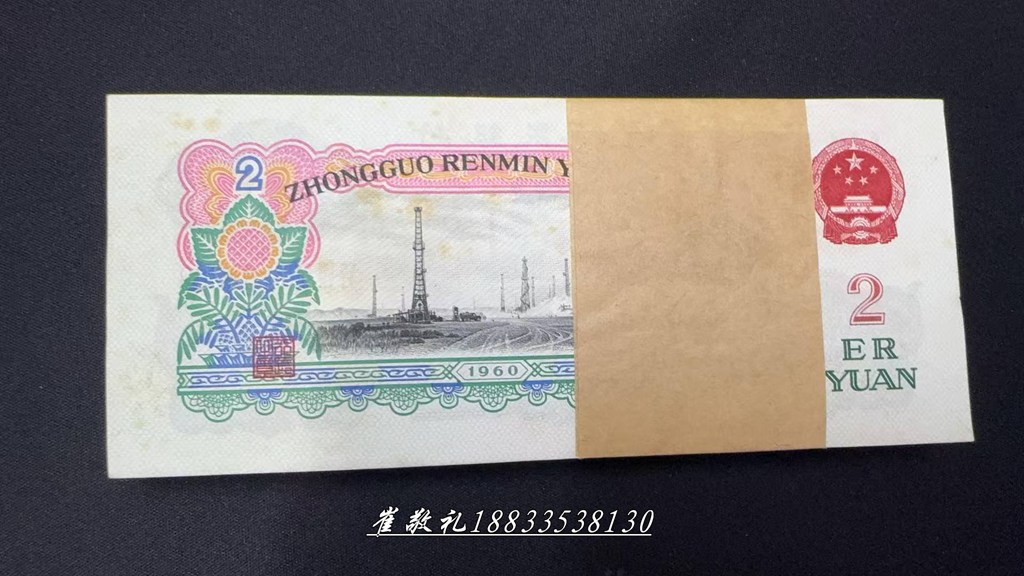 2
ZHONGGUO RENMIN Y
1960
2
ER
YUAN
崔敬礼18833538130